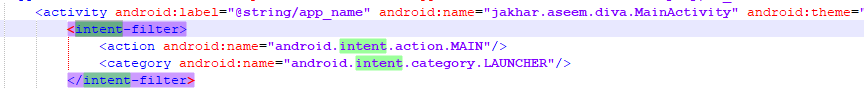 <activity android:label="@string/app_name" android:name="jakhar.aseem.diva.MainActivity" android:theme="
<intent-filter>
<action android:name="android.intent.action.MAIN"/>
<category android:name="android.intent.category.LAUNCHER"/>
</intent-filter>